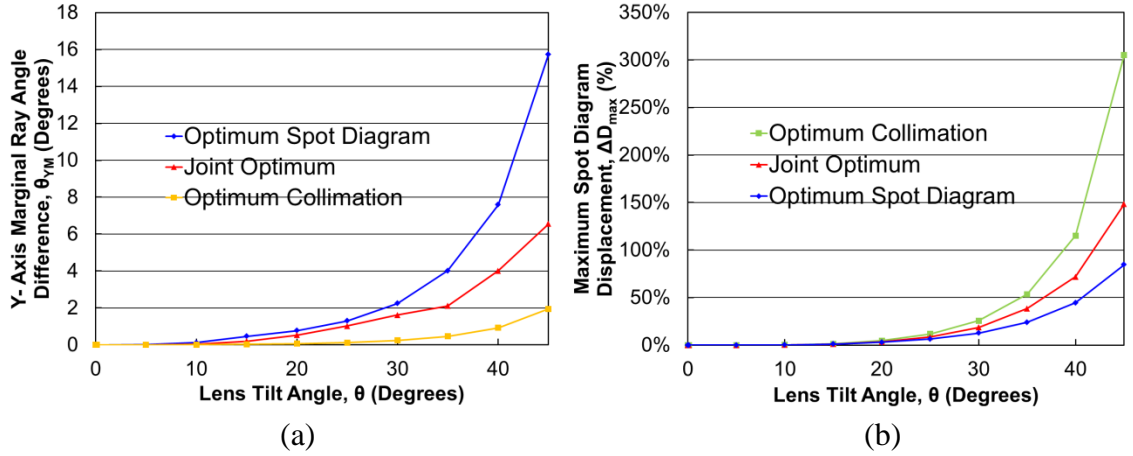 Y- Axis Marginal Ray Angle
Difference, θYM (Degrees)
18
16
14
12
10
8
6
4
2
0
Optimum Spot Diagram
Joint Optimum
Optimum Collimation
0 10 20 30 40
Lens Tilt Angle, θ (Degrees)
(a)
Maximum Spot Diagram
Displacement, ΔDmax (%)
350%
300%
250%
200%
150%
100%
50%
0%
Optimum Collimation
Joint Optimum
Optimum Spot Diagram
0 10 20 30 40
Lens Tilt Angle, θ (Degrees)
(b)